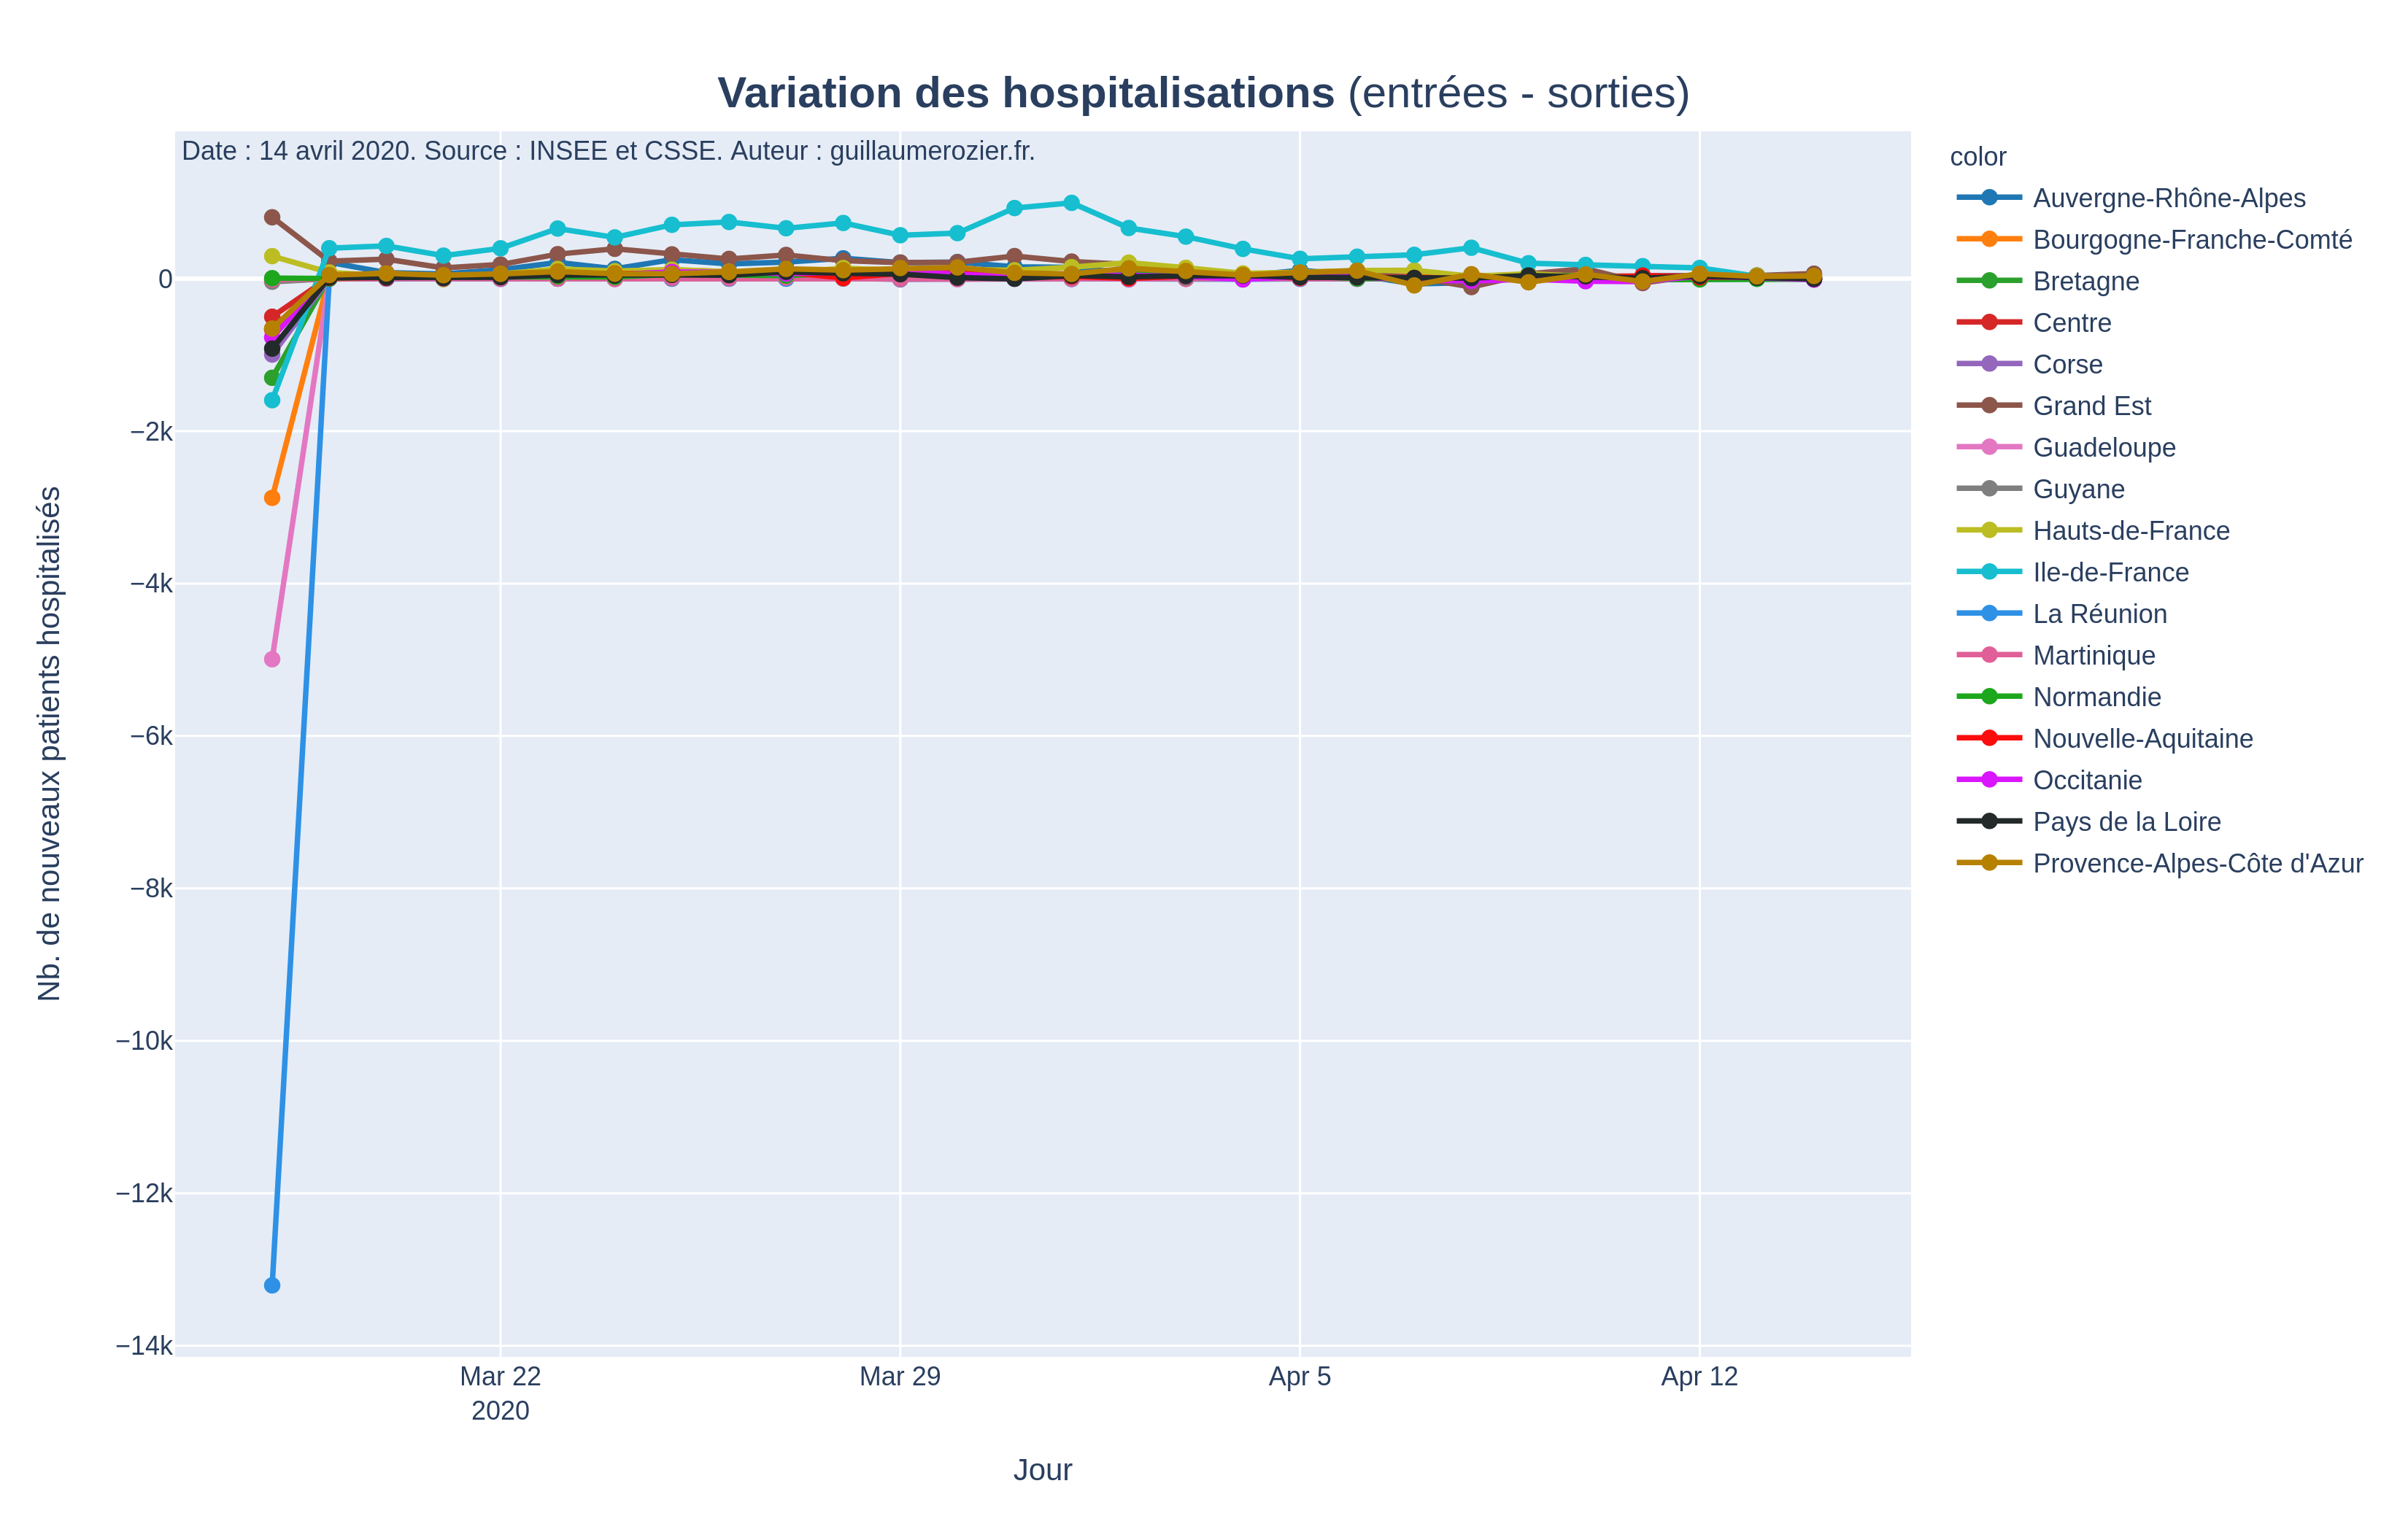 Variation des hospitalisations (entrées - sorties)
Date : 14 avril 2020. Source : INSEE et CSSE. Auteur : guillaumerozier.fr.
Nb. de nouveaux patients hospitalisés
0
−2k
−4k
−6k
−8k
−10k
−12k
−14k
Mar 22
2020
Mar 29
Apr 5
Apr 12
Jour
color
Auvergne-Rhône-Alpes
Bourgogne-Franche-Comté
Bretagne
Centre
Corse
Grand Est
Guadeloupe
Guyane
Hauts-de-France
Ile-de-France
La Réunion
Martinique
Normandie
Nouvelle-Aquitaine
Occitanie
Pays de la Loire
Provence-Alpes-Côte d'Azur